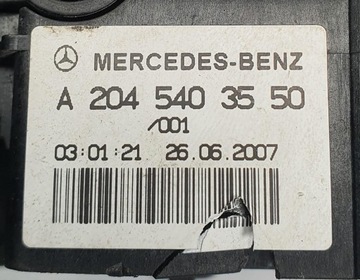 MERCEDES-BENZ
A 204 540 35 50
/001
03:01:21 26.06.2007